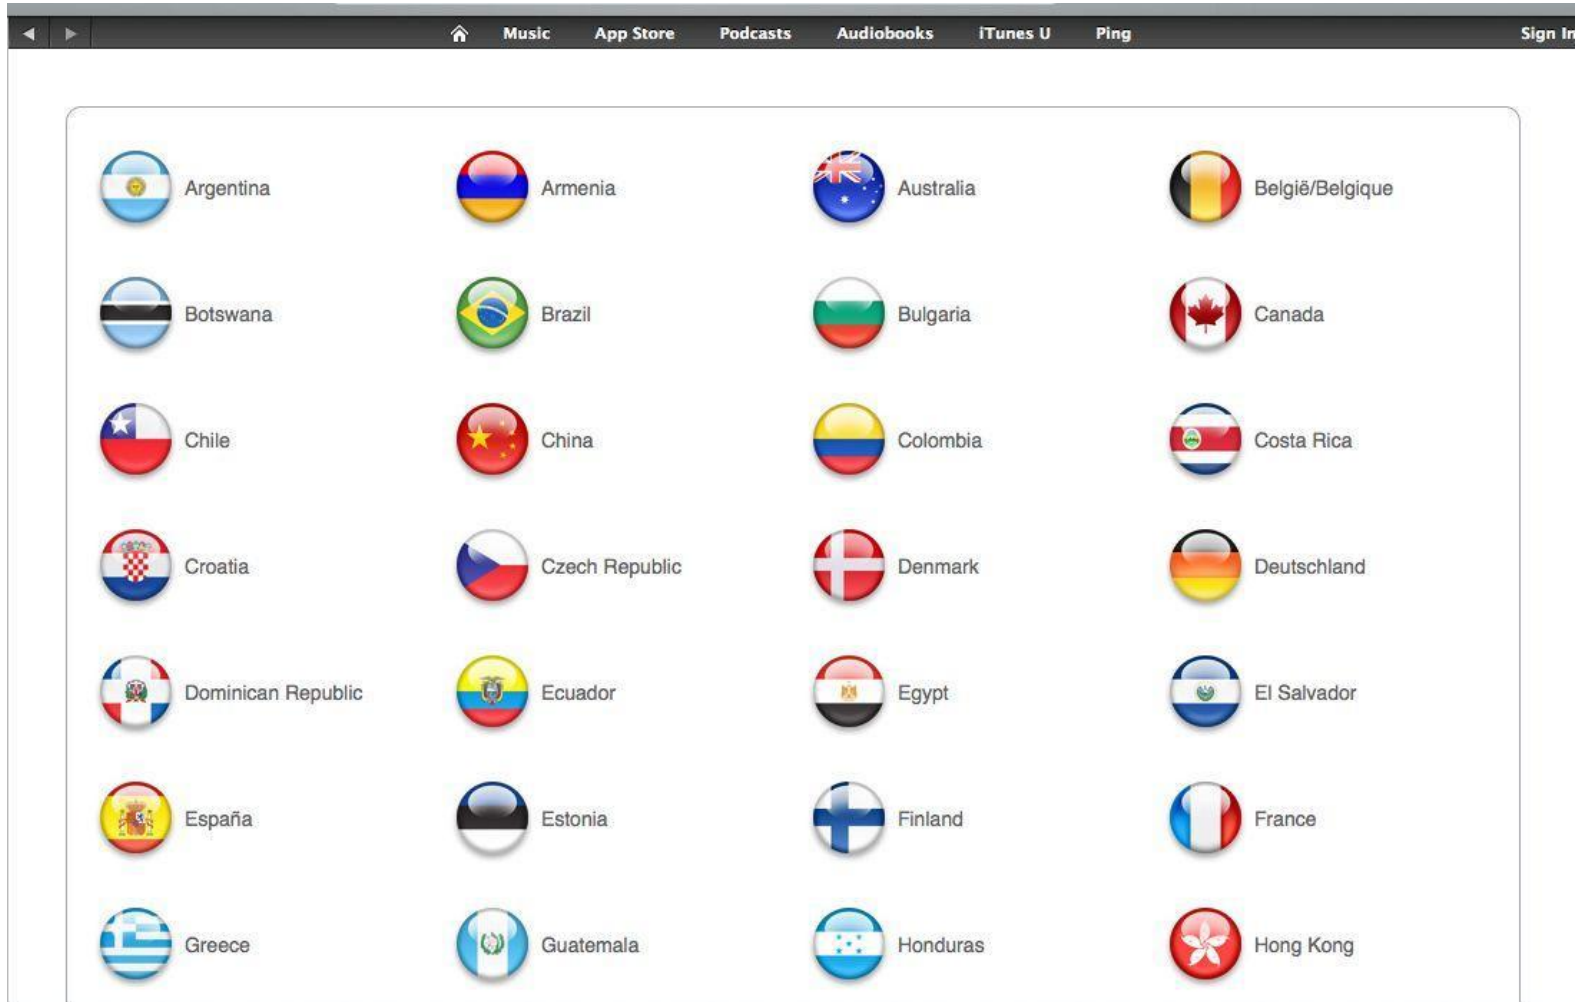 Music App Store Podcasts Audiobooks iTunes U Ping Sign In
Argentina Armenia Australia België/Belgique
Botswana Brazil Bulgaria Canada
Chile China Colombia Costa Rica
Croatia Czech Republic Denmark Deutschland
Dominican Republic Ecuador Egypt El Salvador
España Estonia Finland France
Greece Guatemala Honduras Hong Kong